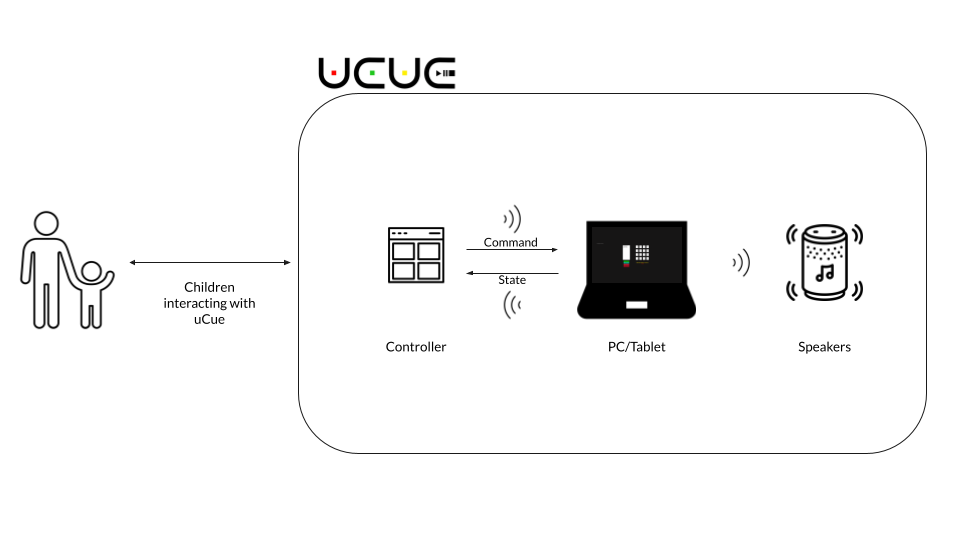 UCUE
Children
interacting with
uCue
Command
State
Controller
PC/Tablet
Speakers